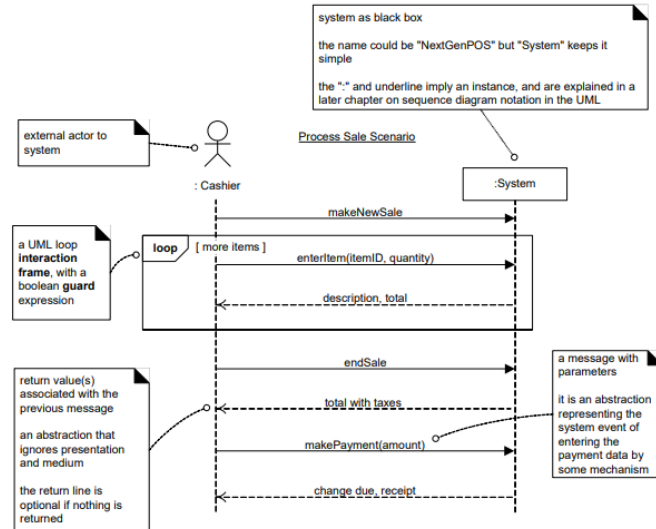 system as black box
the name could be "NextGenPOS" but "System" keeps it
simple
the ":" and underline imply an instance, and are explained in a
later chapter on sequence diagram notation in the UML
external actor to
system
Process Sale Scenario
: Cashier
:System
makeNewSale
a UML loop
interaction
frame, with a
boolean guard
expression
loop
[ more items ]
enterItem(itemID, quantity)
description, total
endSale
return value(s)
associated with the
previous message
an abstraction that
ignores presentation
and medium
the return line is
optional if nothing is
returned
total with taxes
makePayment(amount)
change due, receipt
a message with
parameters
it is an abstraction
representing the
system event of
entering the
payment data by
some mechanism